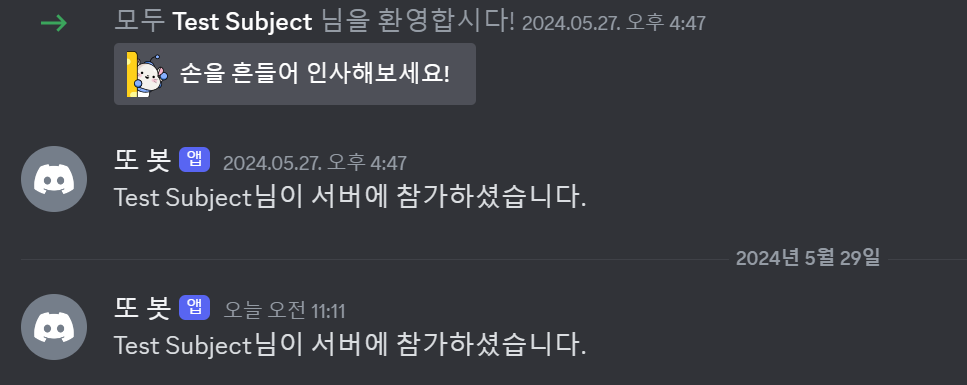 모두 Test Subject 님을 환영합시다! 2024.05.27. 오후 4:47
손을 흔들어 인사해보세요!
또 봇 앱 2024.05.27. 오후 4:47
Test Subject님이 서버에 참가하셨습니다.
2024년 5월 29일
또 봇 앱 오늘 오전 11:11
Test Subject님이 서버에 참가하셨습니다.